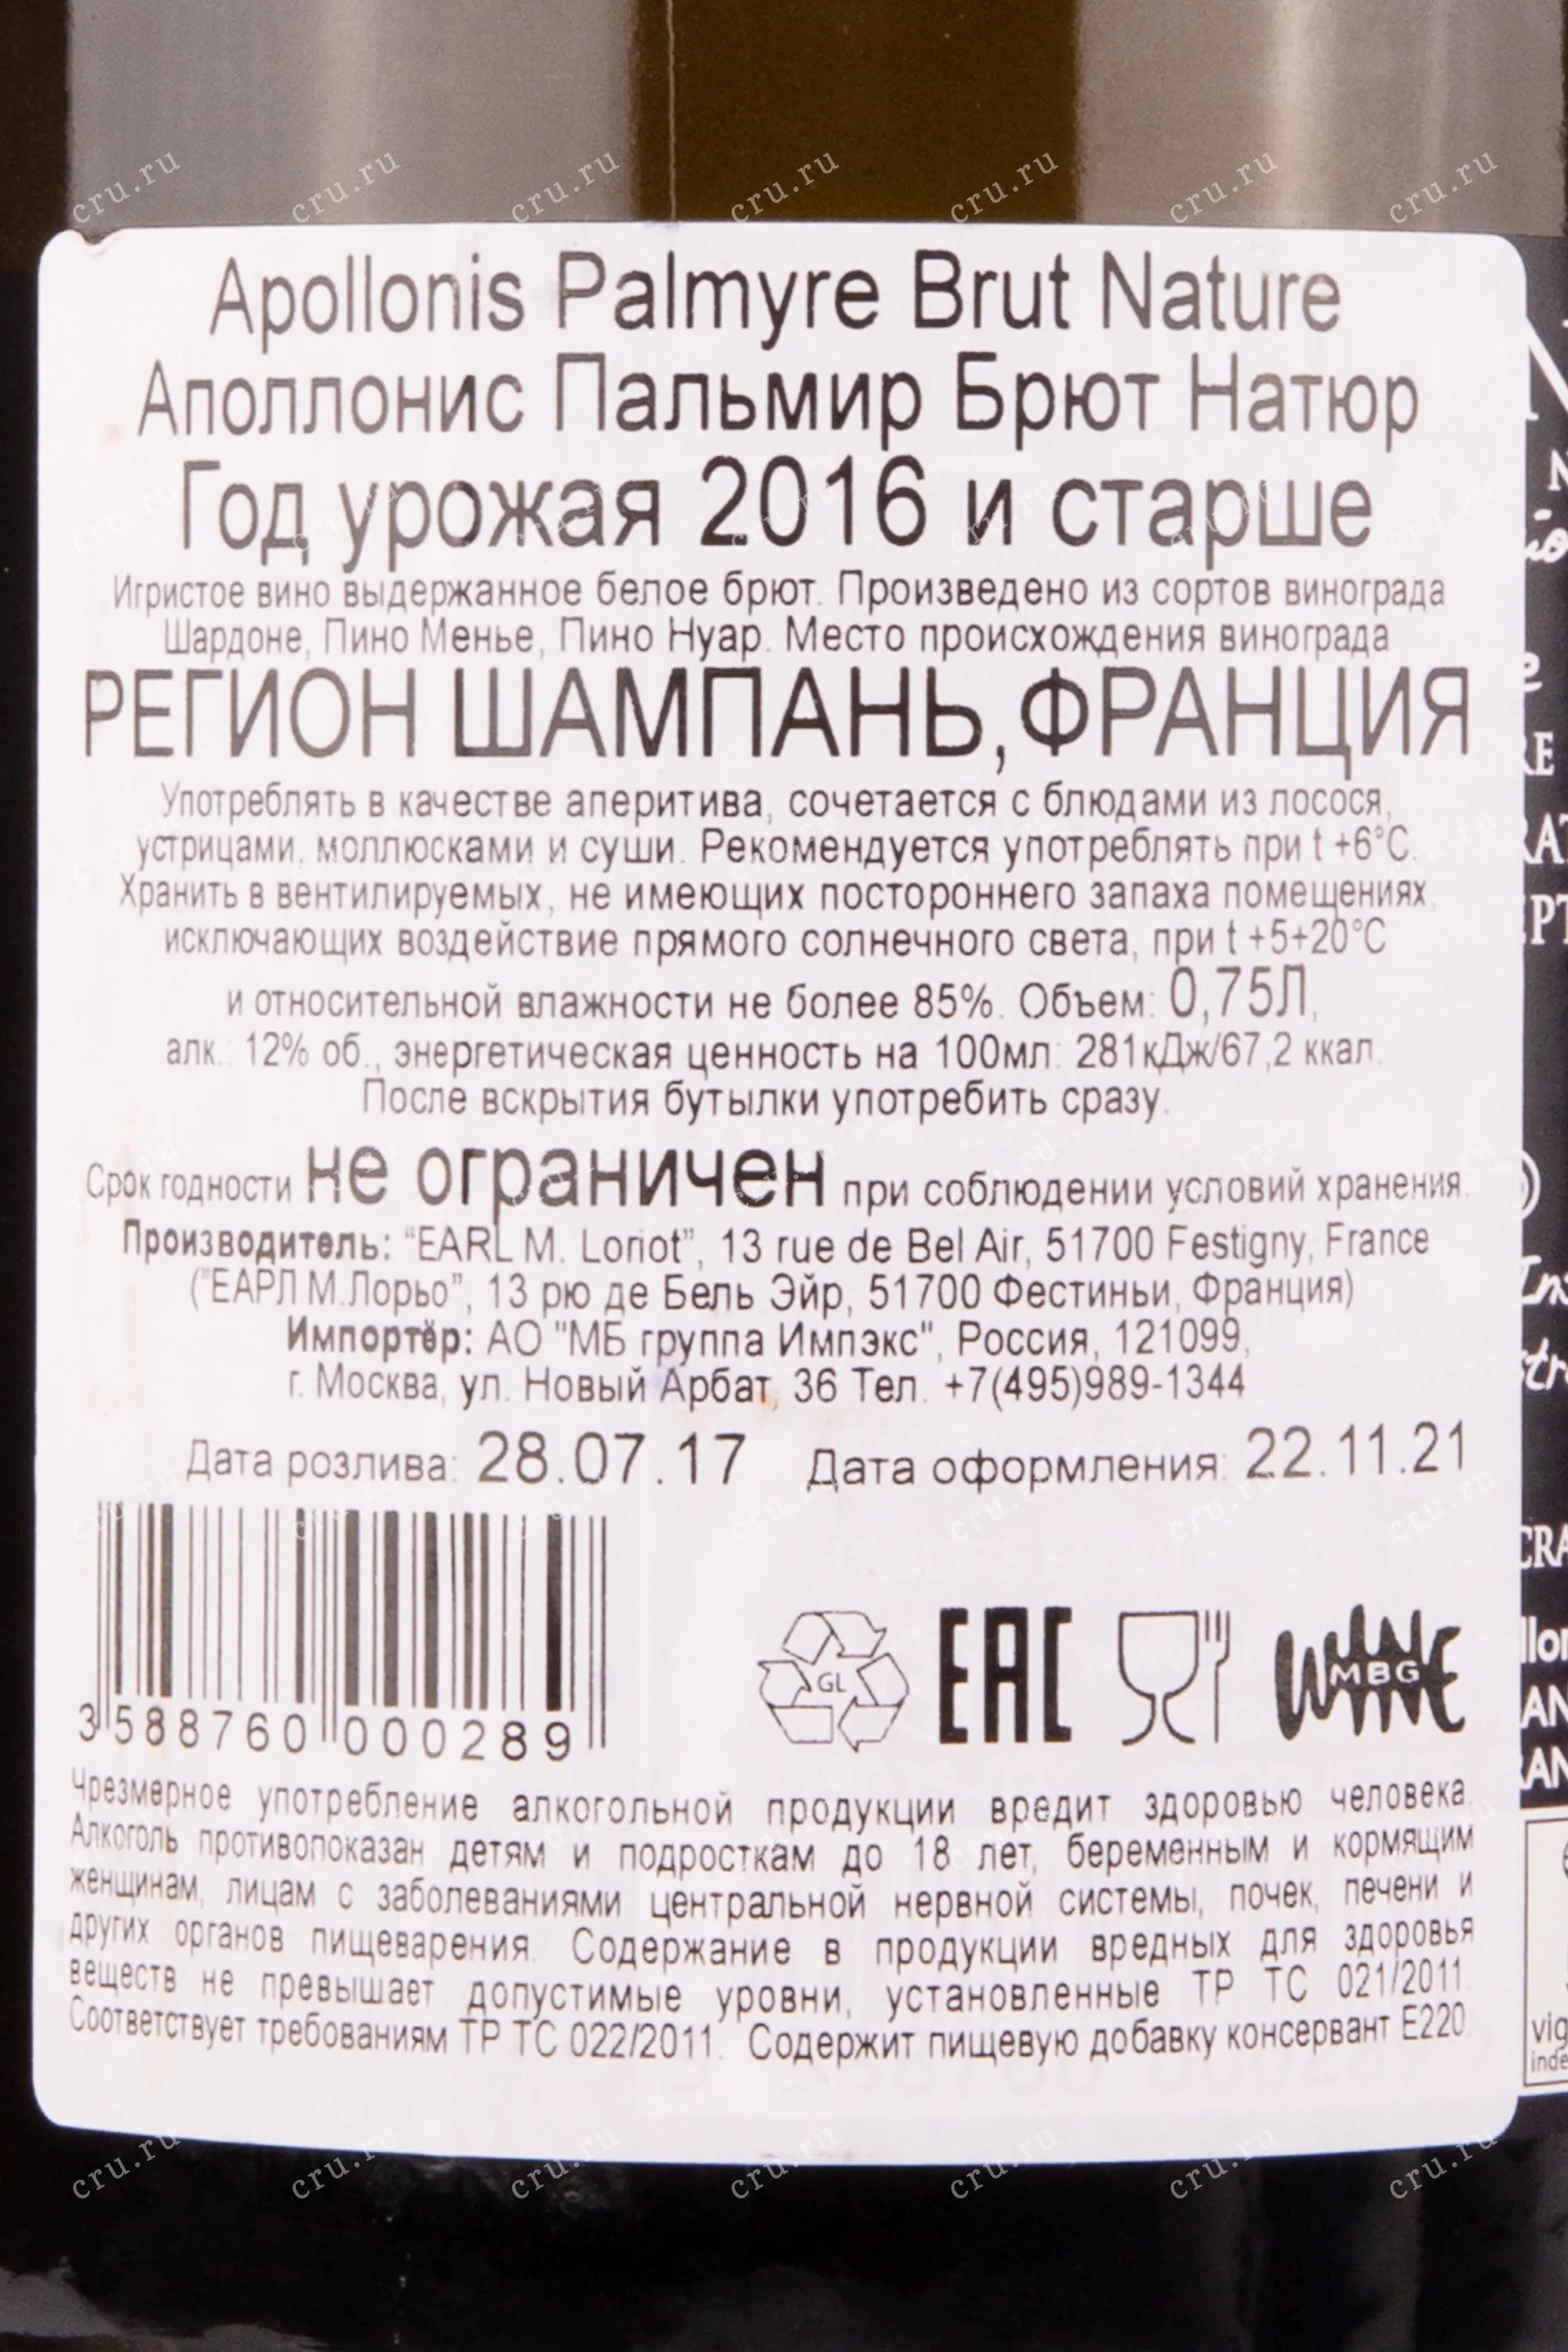 Apollonis Palmyre Brut Nature
Аполлонис Пальмир Брют Натюр
Год урожая 2016 и старше
Игристое вино выдержанное белое брют. Произведено из сортов винограда
Шардоне, Пино Менье, Пино Нуар. Место происхождения винограда
РЕГИОН ШАМПАНЬ, ФРАНЦИЯ
Употреблять в качестве аперитива, сочетается с блюдами из лосося,
устрицами, моллюсками и суши. Рекомендуется употреблять при t +6°С.
Хранить в вентилируемых, не имеющих постороннего запаха помещениях,
исключающих воздействие прямого солнечного света, при t +5+20°С
и относительной влажности не более 85%. Объем: 0,75Л,
алк.: 12% об., энергетическая ценность на 100мл: 281кДж/67,2 ккал.
После вскрытия бутылки употребить сразу.
Срок годности не ограничен при соблюдении условий хранения.
Производитель: "EARL M. Loriot", 13 rue de Bel Air, 51700 Festigny, France
("ЕАРЛ М.Лорьо", 13 рю де Бель Эйр, 51700 Фестиньи, Франция)
Импортёр: АО "МБ группа Импэкс", Россия, 121099,
г. Москва, ул. Новый Арбат, 36 Тел. +7(495)989-1344
Дата розлива: 28.07.17 Дата оформления: 22.11.21
3 588760 000289
GL EAC WINE MBG
Чрезмерное употребление алкогольной продукции вредит здоровью человека.
Алкоголь противопоказан детям и подросткам до 18 лет, беременным и кормящим
женщинам, лицам с заболеваниями центральной нервной системы, почек, печени и
других органов пищеварения. Содержание в продукции вредных для здоровья
веществ не превышает допустимые уровни, установленные ТР ТС 021/2011.
Соответствует требованиям ТР ТС 022/2011. Содержит пищевую добавку консервант Е220.
cru.ru